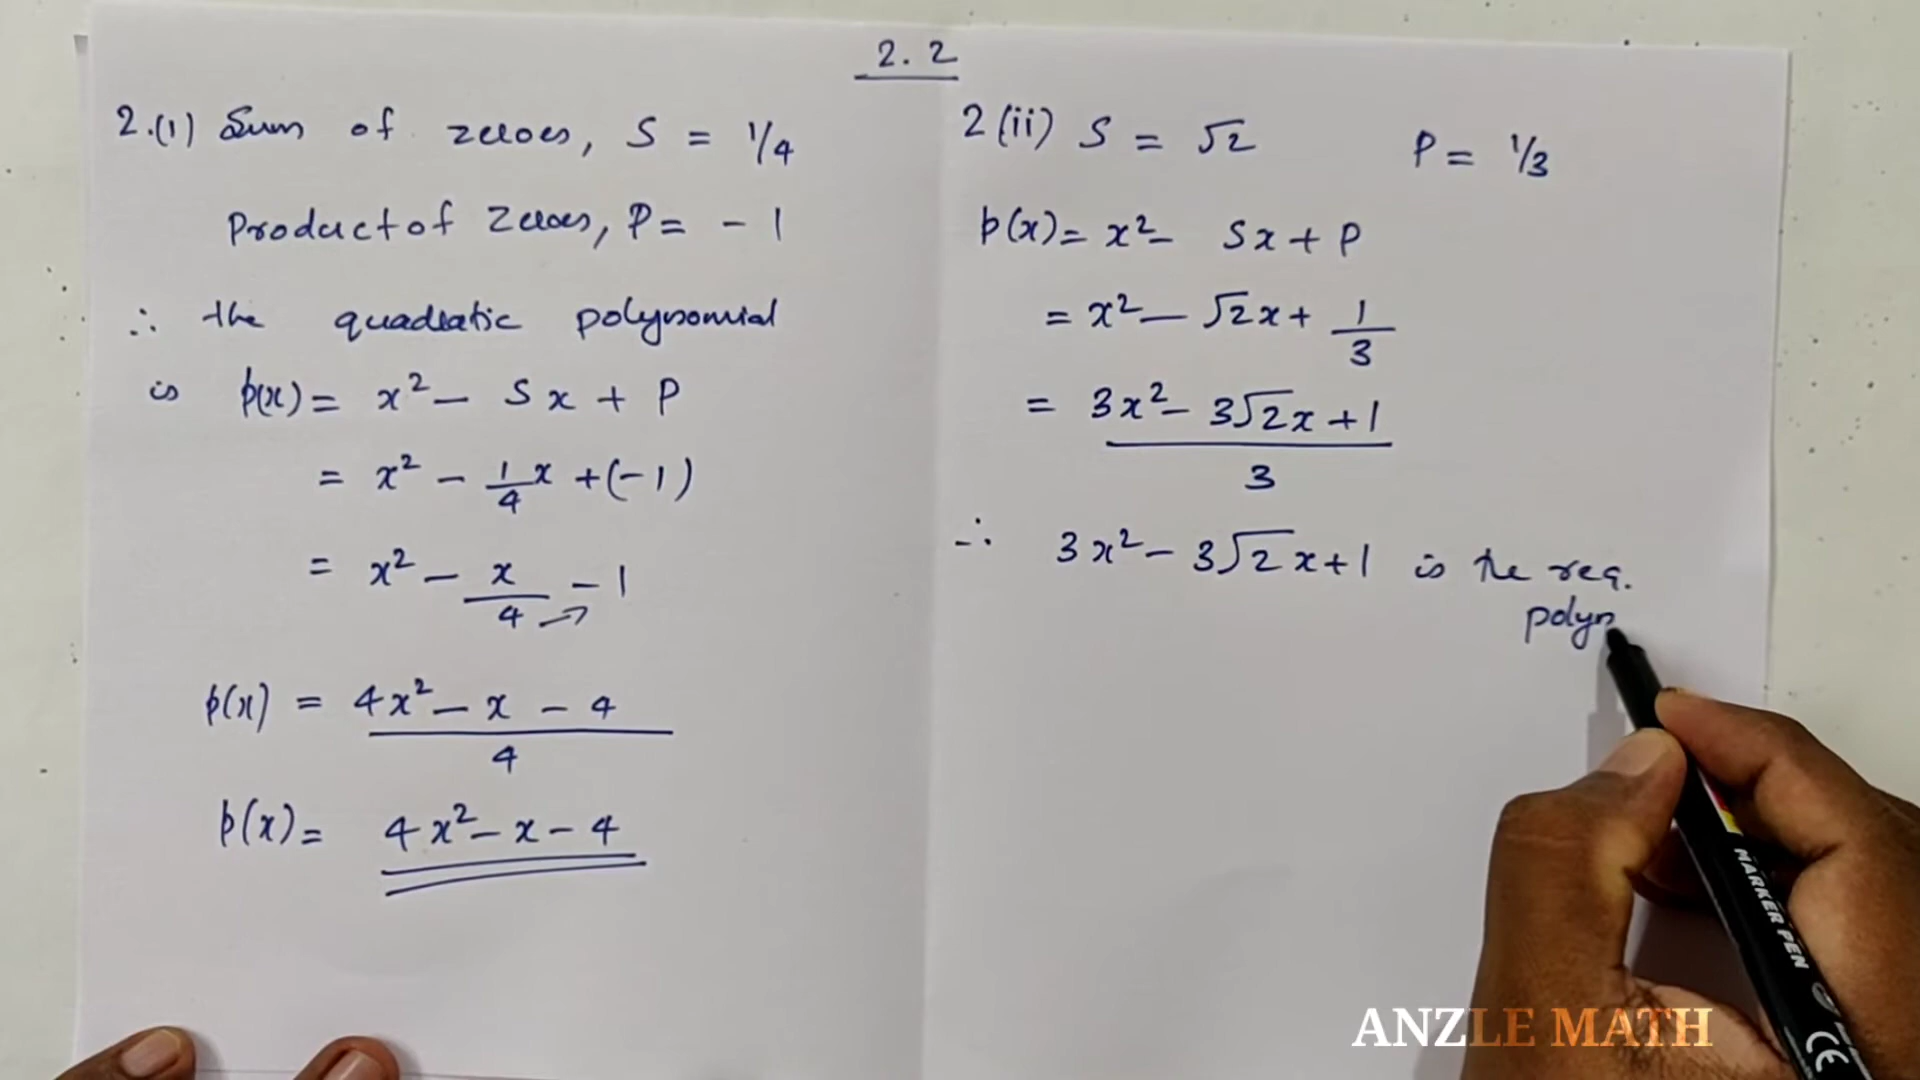 2.2
2.(i) Sum of zeroes, S = 1/4
Product of Zeroes, P = - 1
∴ the quadratic polynomial
is p(x) = x² - Sx + P
= x² - 1/4 x + (-1)
= x² - x/4 - 1
p(x) = 4x² - x - 4 / 4
p(x) = 4x² - x - 4
2(ii) S = √2 P = 1/3
p(x) = x² - Sx + P
= x² - √2x + 1/3
= 3x² - 3√2x + 1 / 3
∴ 3x² - 3√2x + 1 is the req.
polyn
MARKER PEN
CE
ANZLE MATH